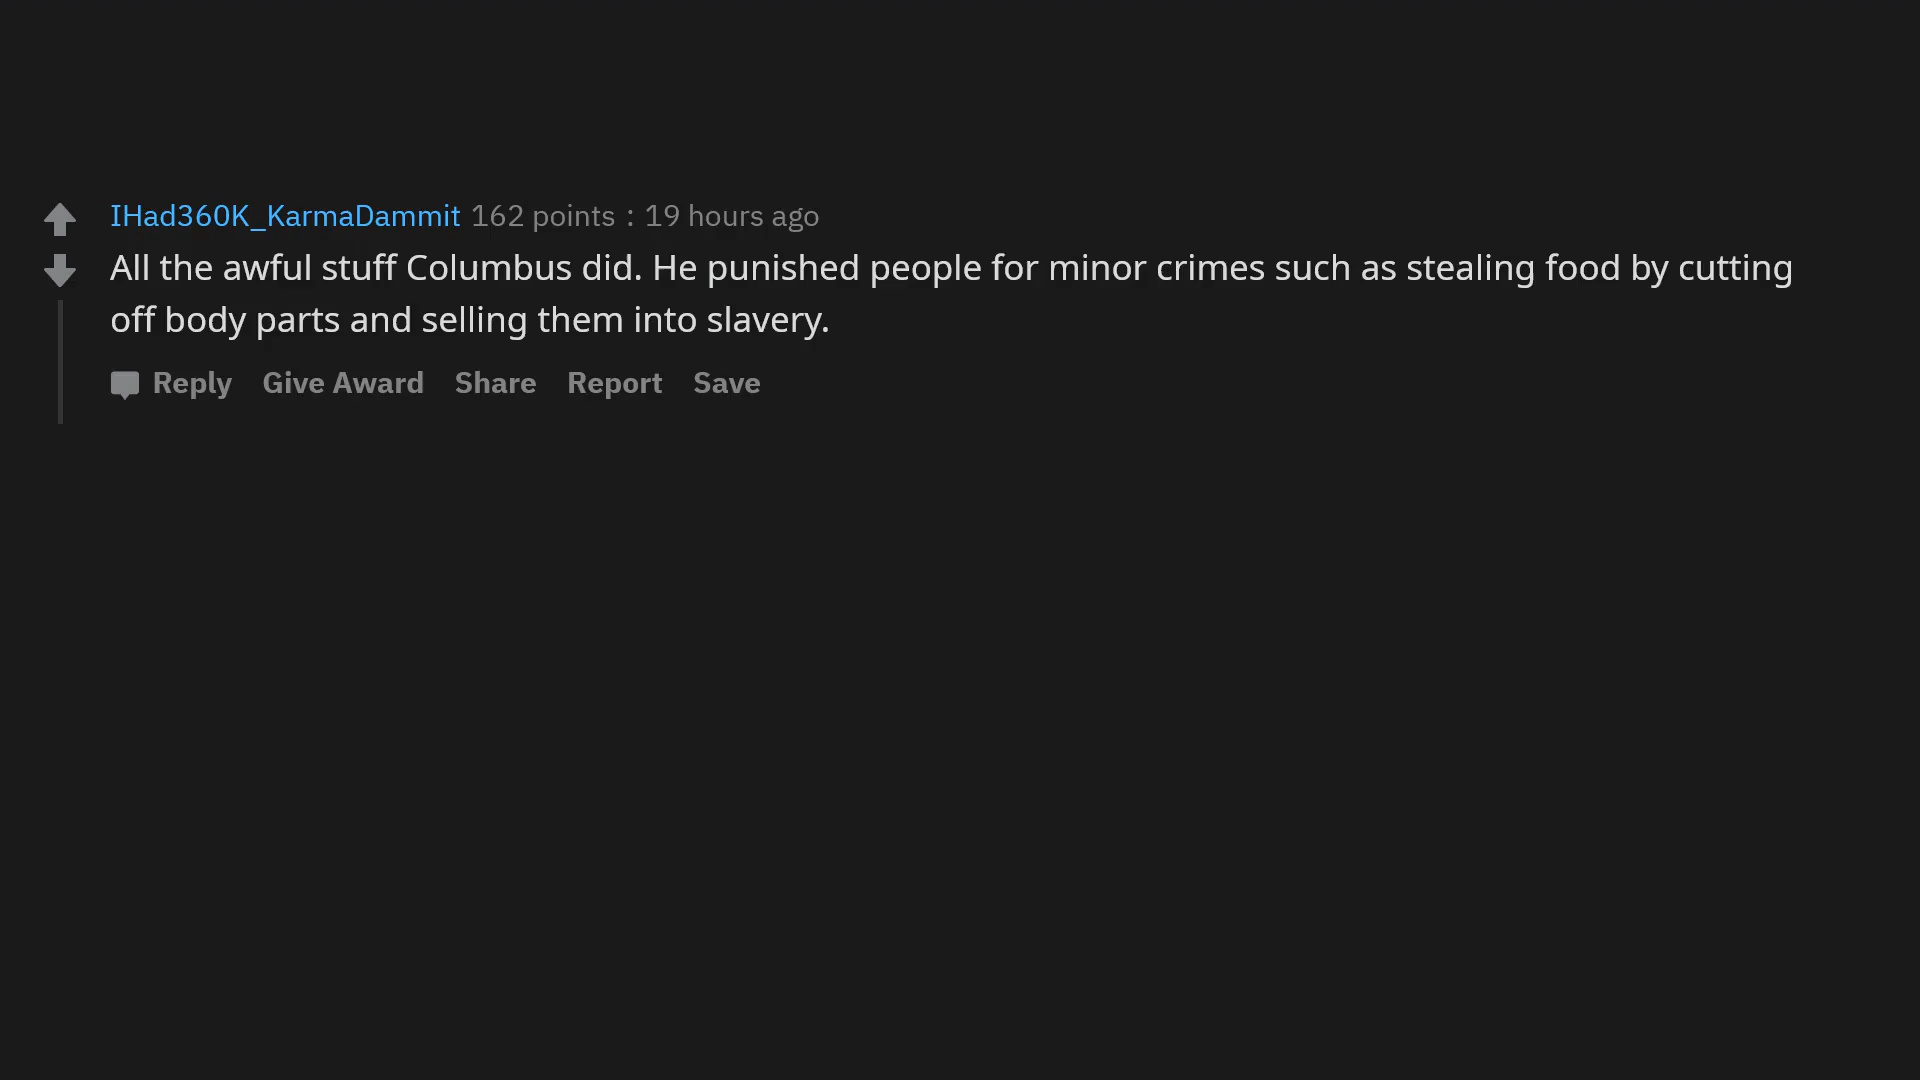 IHad360K_KarmaDammit 162 points : 19 hours ago
All the awful stuff Columbus did. He punished people for minor crimes such as stealing food by cutting
off body parts and selling them into slavery.
Reply Give Award Share Report Save